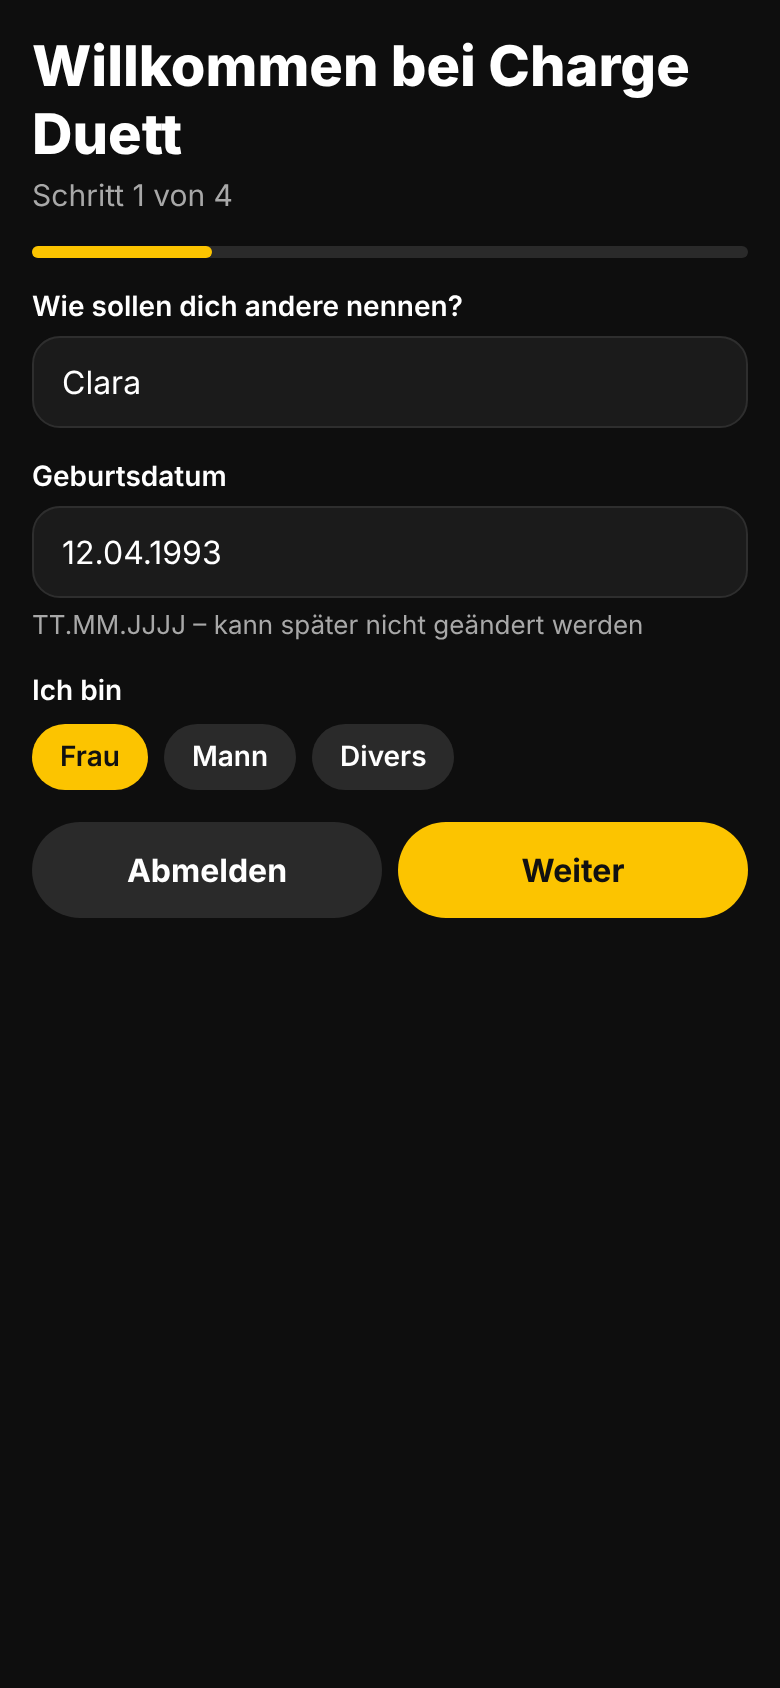 Willkommen bei Charge
Duett
Schritt 1 von 4
Wie sollen dich andere nennen?
Clara
Geburtsdatum
12.04.1993
TT.MM.JJJJ – kann später nicht geändert werden
Ich bin
Frau Mann Divers
Abmelden Weiter